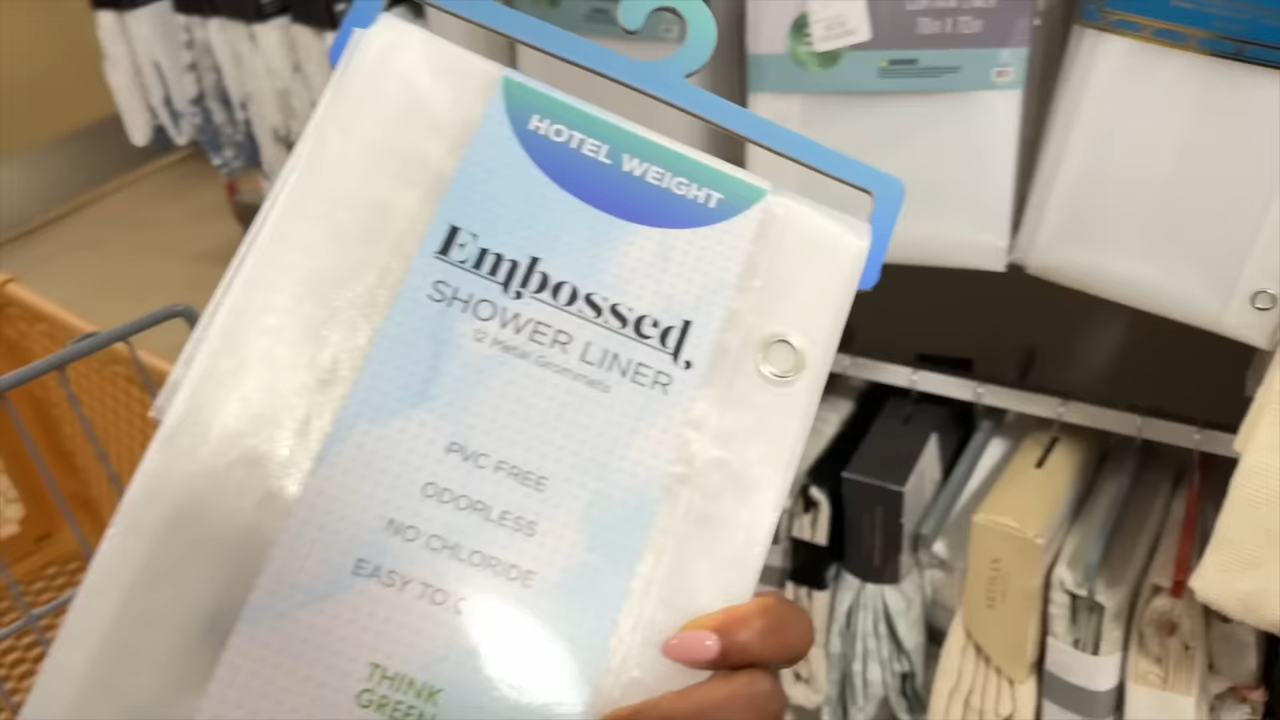 HOTEL WEIGHT
Embossed
SHOWER LINER
12 Metal Grommets
PVC FREE
ODORLESS
NO CHLORIDE
EASY TO
THINK
GREEN